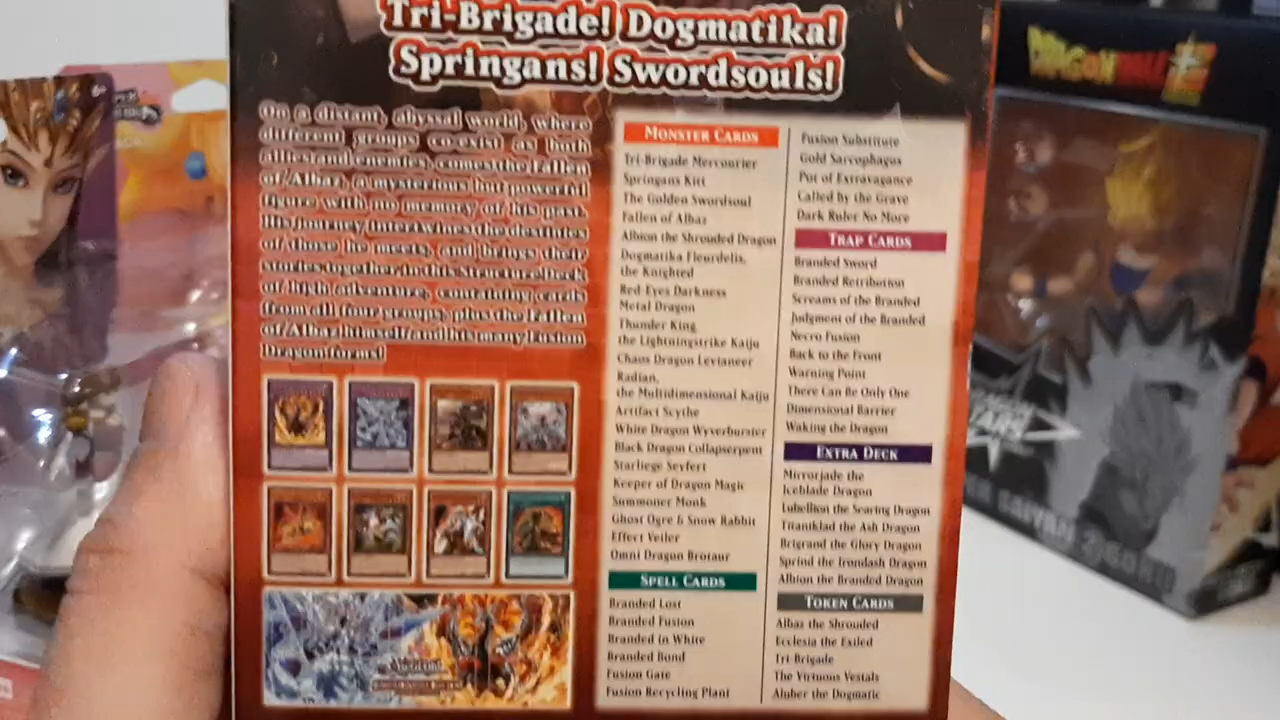 Tri-Brigade! Dogmatika!
Springans! Swordsouls!
On a distant, abyssal world, where
different groups co-exist as both
allies and enemies, comes the Fallen
of Albaz, a mysterious but powerful
figure with no memory of his past.
His journey intertwines the destinies
of those he meets, and brings their
stories together in this Structure Deck
of high adventure, containing cards
from all four groups, plus the Fallen
of Albaz himself and his many Fusion
Dragon forms!
MONSTER CARDS
Tri-Brigade Mercourier
Springans Kitt
The Golden Swordsoul
Fallen of Albaz
Albion the Shrouded Dragon
Dogmatika Fleurdelis,
the Knighted
Red-Eyes Darkness
Metal Dragon
Thunder King
the Lightningstrike Kaiju
Chaos Dragon Levianeer
Radian,
the Multidimensional Kaiju
Artifact Scythe
White Dragon Wyverburster
Black Dragon Collapserpent
Starliege Seyfert
Keeper of Dragon Magic
Summoner Monk
Ghost Ogre & Snow Rabbit
Effect Veiler
Omni Dragon Brotaur
SPELL CARDS
Branded Lost
Branded Fusion
Branded in White
Branded Bond
Fusion Gate
Fusion Recycling Plant
Fusion Substitute
Gold Sarcophagus
Pot of Extravagance
Called by the Grave
Dark Ruler No More
TRAP CARDS
Branded Sword
Branded Retribution
Screams of the Branded
Judgment of the Branded
Necro Fusion
Back to the Front
Warning Point
There Can Be Only One
Dimensional Barrier
Waking the Dragon
EXTRA DECK
Mirrorjade the
Iceblade Dragon
Lubellion the Searing Dragon
Titaniklad the Ash Dragon
Brigrand the Glory Dragon
Sprind the Irondash Dragon
Albion the Branded Dragon
TOKEN CARDS
Albaz the Shrouded
Ecclesia the Exiled
Tri-Brigade
The Virtuous Vestals
Aluber the Dogmatic
DRAGON BALL